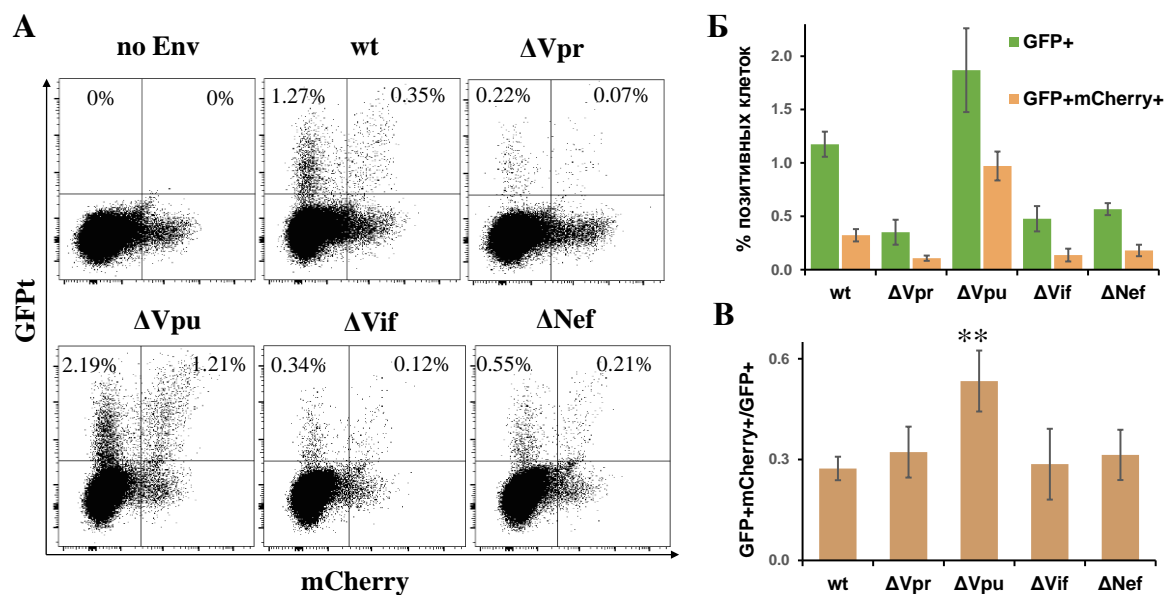 А
no Env
wt
ΔVpr
0%
0%
1.27%
0.35%
0.22%
0.07%
ΔVpu
ΔVif
ΔNef
2.19%
1.21%
0.34%
0.12%
0.55%
0.21%
GFPt
mCherry
Б
GFP+
GFP+mCherry+
% позитивных клеток
2.0
1.5
1.0
0.5
0.0
wt
ΔVpr
ΔVpu
ΔVif
ΔNef
В
**
GFP+mCherry+/GFP+
0.6
0.3
0.0
wt
ΔVpr
ΔVpu
ΔVif
ΔNef